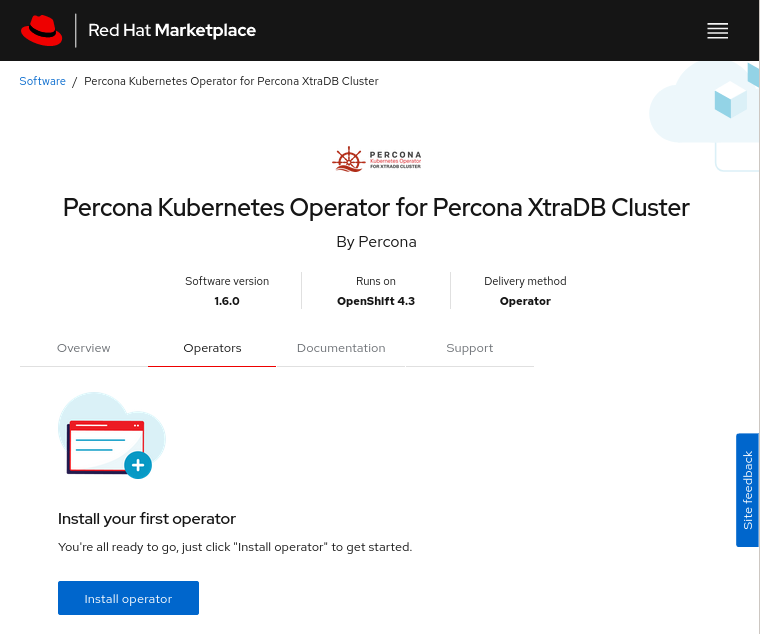 Red Hat Marketplace
Software / Percona Kubernetes Operator for Percona XtraDB Cluster
PERCONA
Kubernetes Operator
FOR XTRADB CLUSTER
Percona Kubernetes Operator for Percona XtraDB Cluster
By Percona
Software version
1.6.0
Runs on
OpenShift 4.3
Delivery method
Operator
Overview Operators Documentation Support
Install your first operator
You're all ready to go, just click "Install operator" to get started.
Install operator
Site feedback